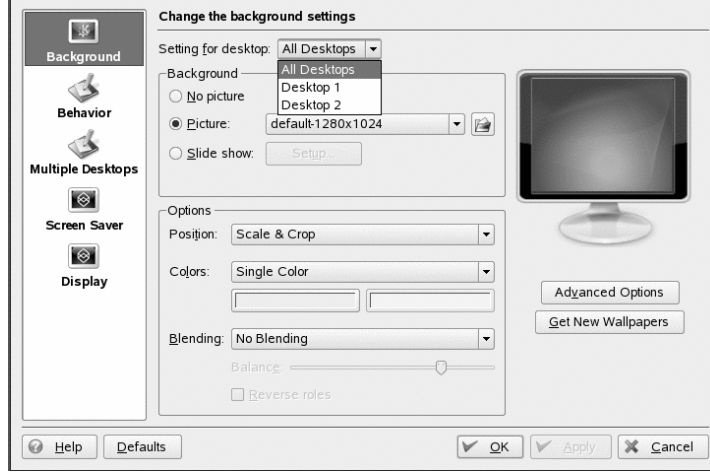 Change the background settings
Background
Behavior
Multiple Desktops
Screen Saver
Display
Setting for desktop: All Desktops
All Desktops
Desktop 1
Desktop 2
Background
No picture
Picture: default-1280x1024
Slide show: Setup...
Options
Position: Scale & Crop
Colors: Single Color
Blending: No Blending
Balance:
Reverse roles
Advanced Options
Get New Wallpapers
Help
Defaults
OK
Apply
Cancel